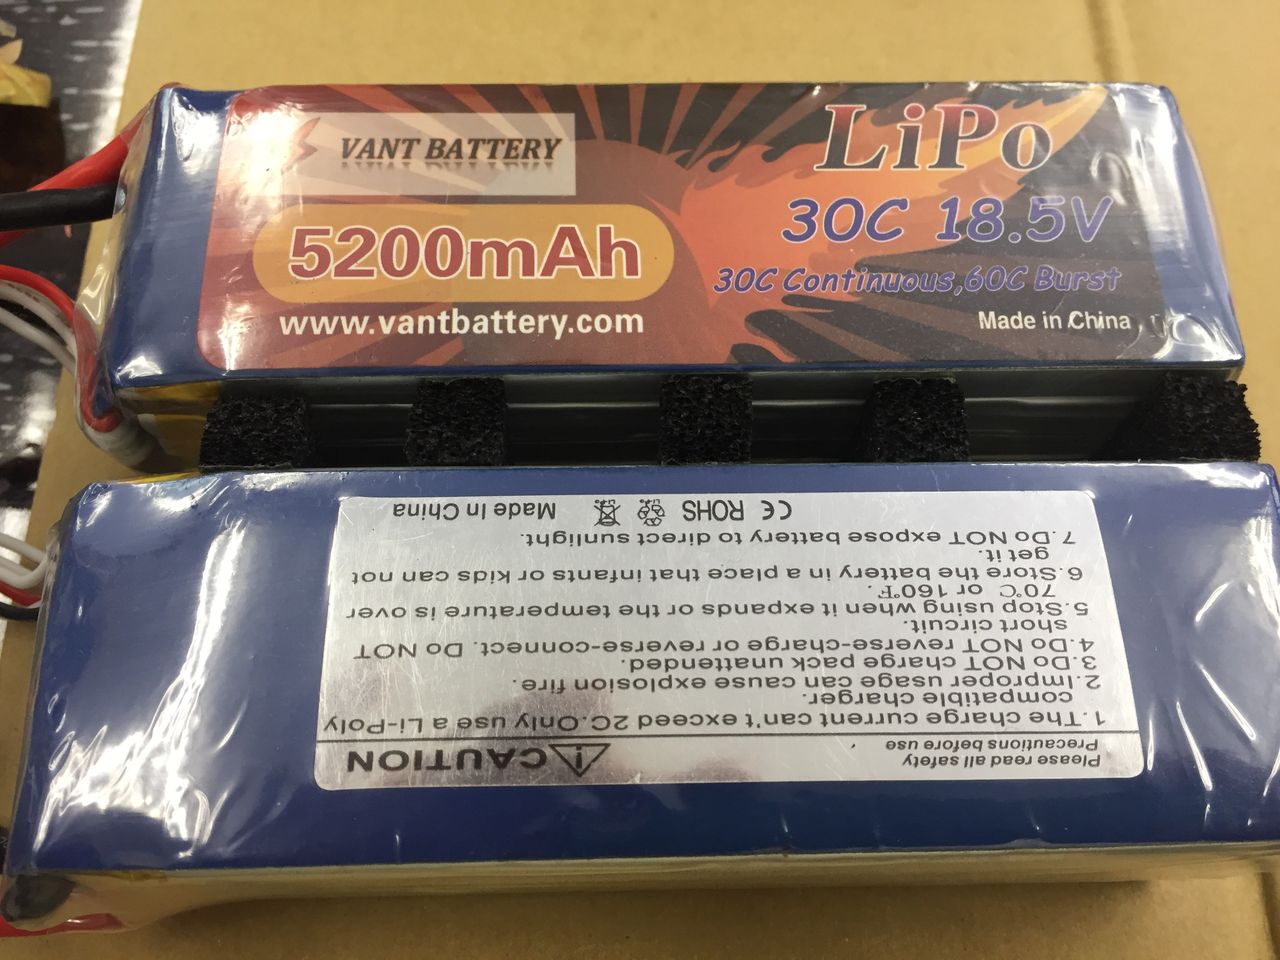 VANT BATTERY
5200mAh
www.vantbattery.com
LiPo
30C 18.5V
30C Continuous,60C Burst
Made in China
Please read all safety
Precautions before use
CAUTION
1.The charge current can't exceed 2C.Only use a Li-Poly
compatible charger.
2.Improper usage can cause explosion fire.
3.Do NOT charge pack unattended.
4.Do NOT reverse-charge or reverse-connect. Do NOT
short circuit.
5.Stop using when it expands or the temperature is over
70℃ or 160℉.
6.Store the battery in a place that infants or kids can not
get it.
7.Do NOT expose battery to direct sunlight.
CE ROHS Made In China